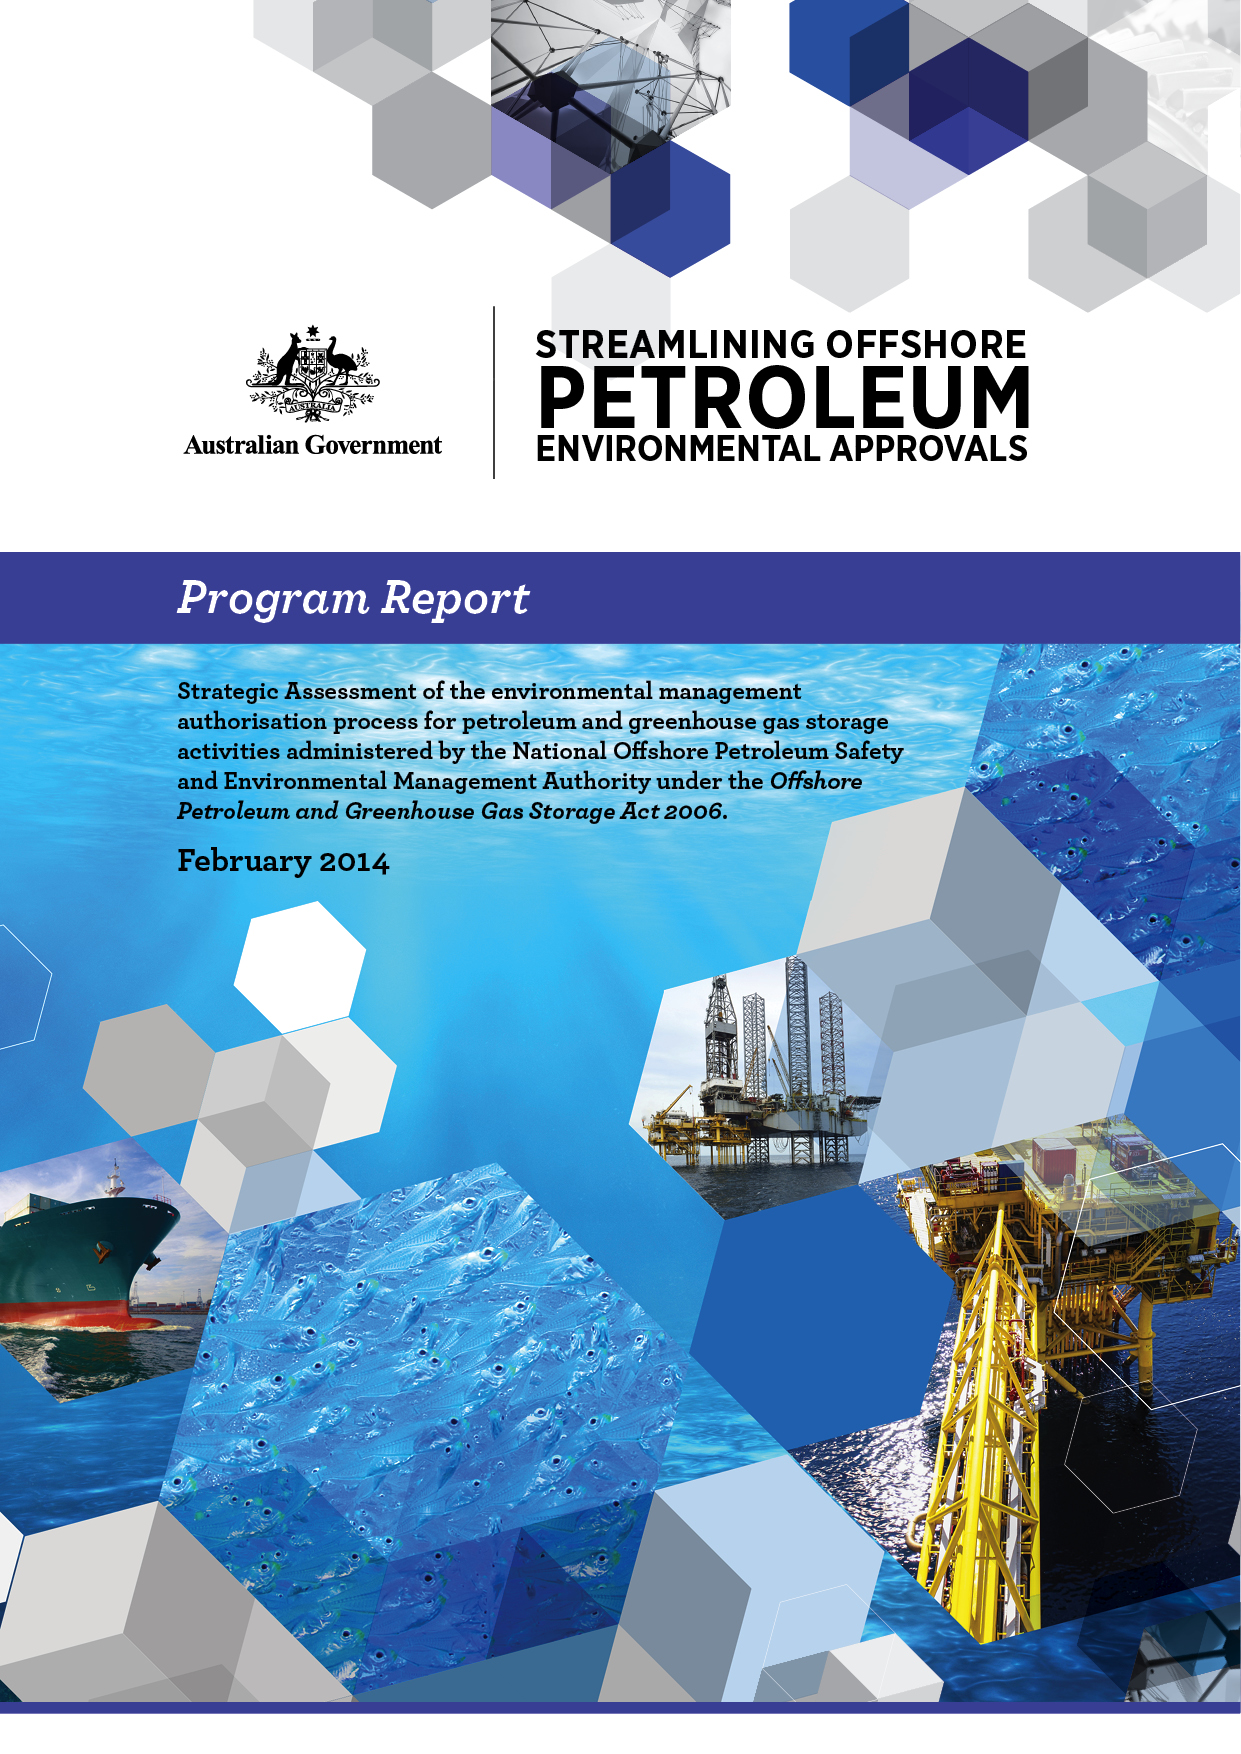 AUSTRALIA
Australian Government
STREAMLINING OFFSHORE
PETROLEUM
ENVIRONMENTAL APPROVALS
Program Report
Strategic Assessment of the environmental management
authorisation process for petroleum and greenhouse gas storage
activities administered by the National Offshore Petroleum Safety
and Environmental Management Authority under the Offshore
Petroleum and Greenhouse Gas Storage Act 2006.
February 2014